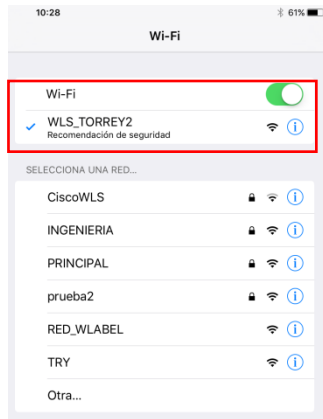 10:28 61%
Wi-Fi
Wi-Fi
WLS_TORREY2
Recomendación de seguridad
SELECCIONA UNA RED...
CiscoWLS
INGENIERIA
PRINCIPAL
prueba2
RED_WLABEL
TRY
Otra...